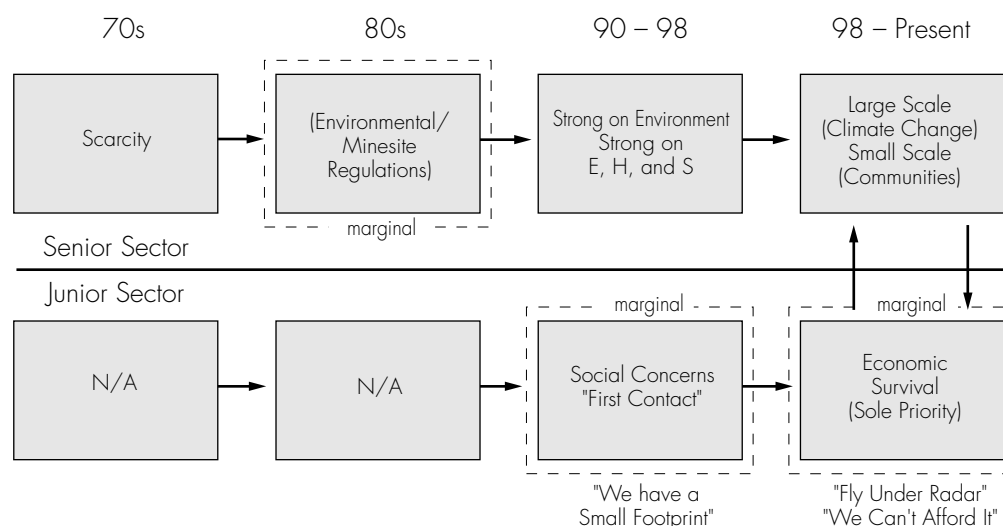 70s
80s
90 – 98
98 – Present
Scarcity
(Environmental/
Minesite
Regulations)
marginal
Strong on Environment
Strong on
E, H, and S
Large Scale
(Climate Change)
Small Scale
(Communities)
Senior Sector
Junior Sector
N/A
N/A
marginal
Social Concerns
"First Contact"
"We have a
Small Footprint"
marginal
Economic
Survival
(Sole Priority)
"Fly Under Radar"
"We Can't Afford It"